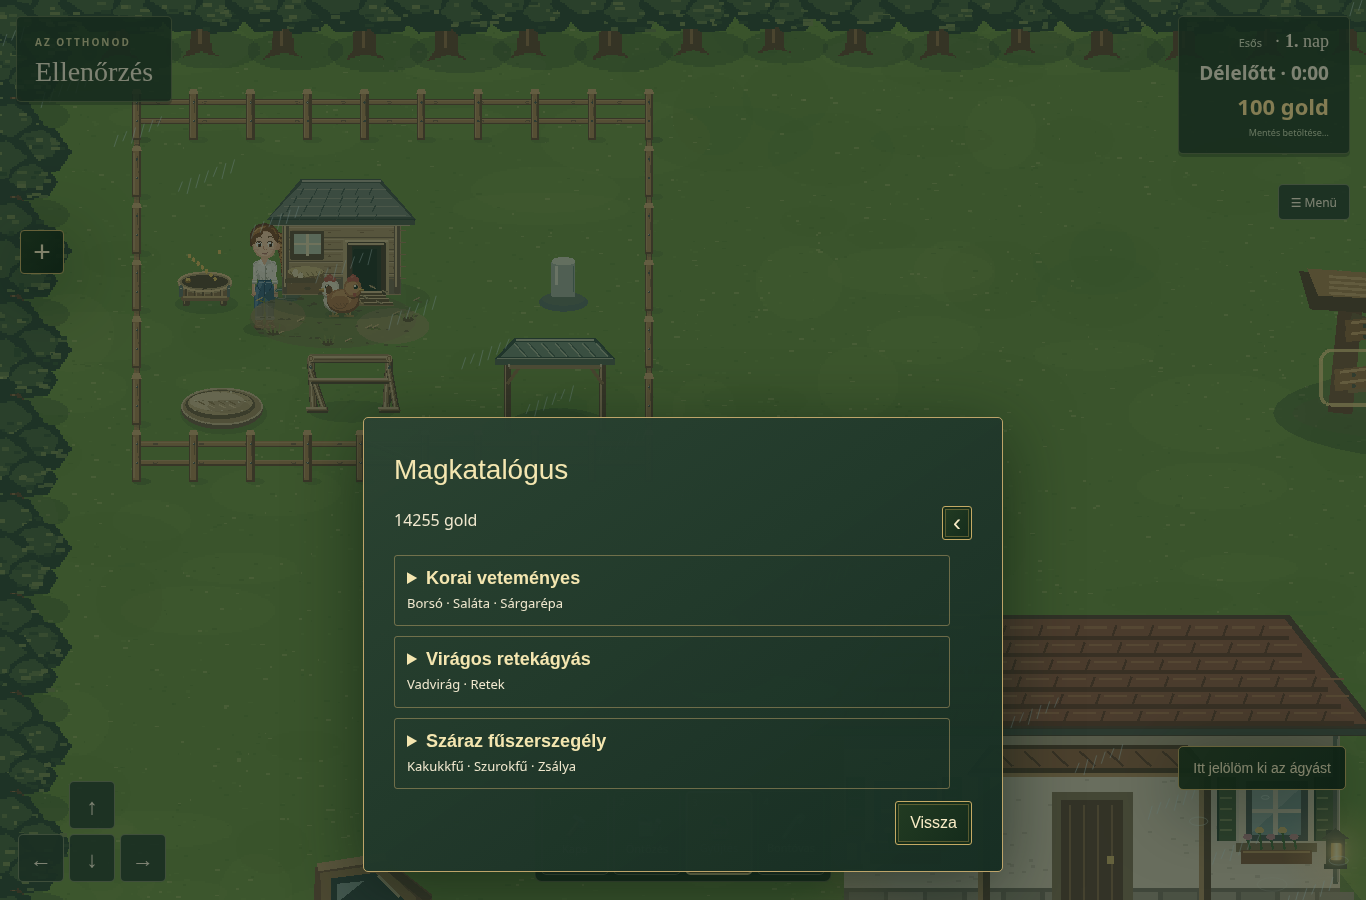 AZ OTTHONOD
Ellenőrzés
Esős · 1. nap
Délelőtt · 0:00
100 gold
Mentés betöltése…
☰ Menü
+
Magkatalógus
14255 gold
‹
▶ Korai veteményes
Borsó · Saláta · Sárgarépa
▶ Virágos retekágyás
Vadvirág · Retek
▶ Száraz fűszerszegély
Kakukkfű · Szurokfű · Zsálya
Vissza
Itt jelölöm ki az ágyást
↑
← ↓ →